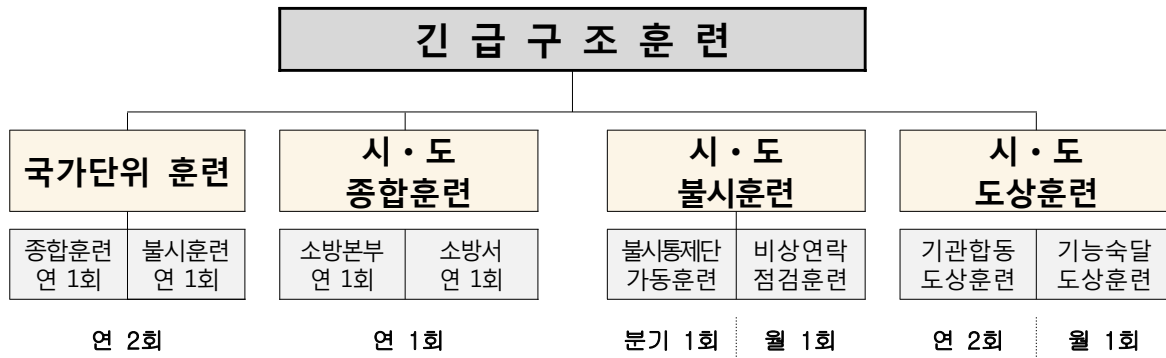 긴 급 구 조 훈 련
국가단위 훈련
시・도
종합훈련
시・도
불시훈련
시・도
도상훈련
종합훈련
연 1회
불시훈련
연 1회
소방본부
연 1회
소방서
연 1회
불시통제단
가동훈련
비상연락
점검훈련
기관합동
도상훈련
기능숙달
도상훈련
연 2회
연 1회
분기 1회
월 1회
연 2회
월 1회